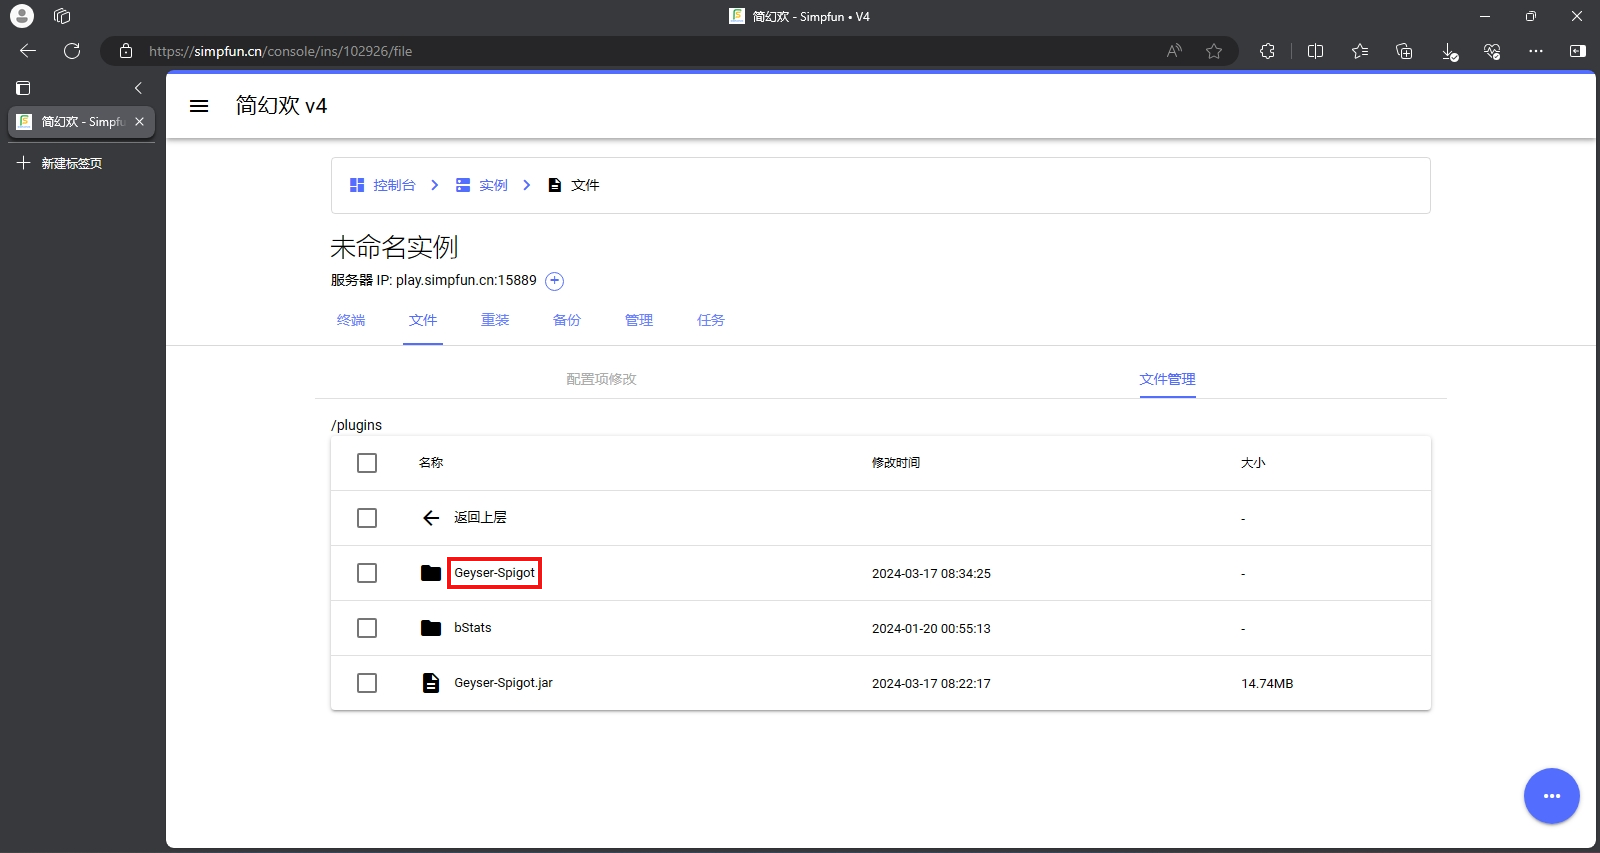 简幻欢 - Simpfun • V4
https://simpfun.cn/console/ins/102926/file
简幻欢 - Simpfu
新建标签页
简幻欢 v4
控制台 实例 文件
未命名实例
服务器 IP: play.simpfun.cn:15889
终端 文件 重装 备份 管理 任务
配置项修改 文件管理
/plugins
名称 修改时间 大小
返回上层 -
Geyser-Spigot 2024-03-17 08:34:25 -
bStats 2024-01-20 00:55:13 -
Geyser-Spigot.jar 2024-03-17 08:22:17 14.74MB